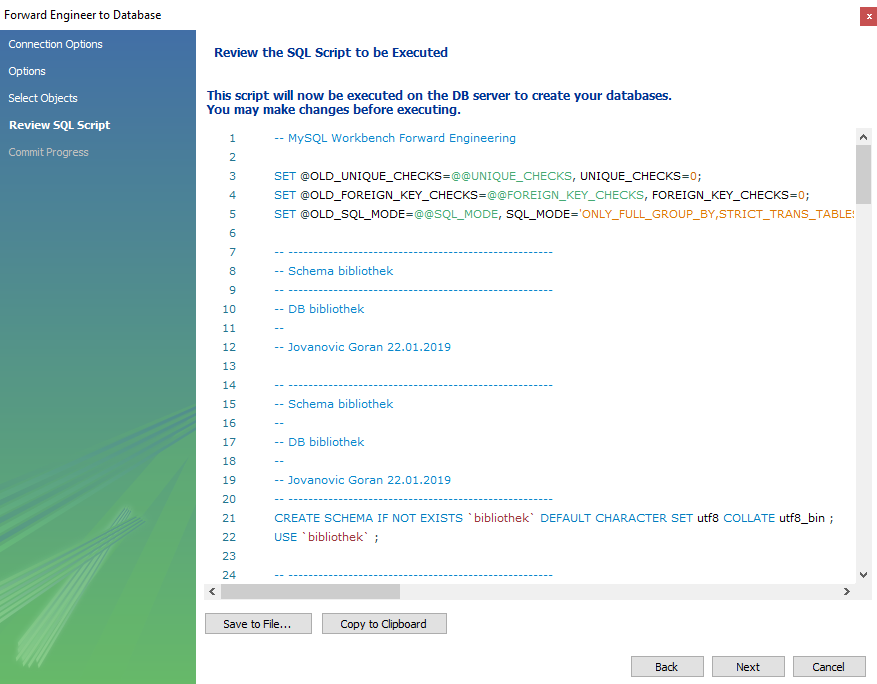 Forward Engineer to Database
x
Connection Options
Options
Select Objects
Review SQL Script
Commit Progress
Review the SQL Script to be Executed
This script will now be executed on the DB server to create your databases.
You may make changes before executing.
1 -- MySQL Workbench Forward Engineering
2
3 SET @OLD_UNIQUE_CHECKS=@@UNIQUE_CHECKS, UNIQUE_CHECKS=0;
4 SET @OLD_FOREIGN_KEY_CHECKS=@@FOREIGN_KEY_CHECKS, FOREIGN_KEY_CHECKS=0;
5 SET @OLD_SQL_MODE=@@SQL_MODE, SQL_MODE='ONLY_FULL_GROUP_BY,STRICT_TRANS_TABLES
6
7 -- -----------------------------------------------------
8 -- Schema bibliothek
9 -- -----------------------------------------------------
10 -- DB bibliothek
11 --
12 -- Jovanovic Goran 22.01.2019
13
14 -- -----------------------------------------------------
15 -- Schema bibliothek
16 --
17 -- DB bibliothek
18 --
19 -- Jovanovic Goran 22.01.2019
20 -- -----------------------------------------------------
21 CREATE SCHEMA IF NOT EXISTS `bibliothek` DEFAULT CHARACTER SET utf8 COLLATE utf8_bin ;
22 USE `bibliothek` ;
23
24 -- -----------------------------------------------------
Save to File...
Copy to Clipboard
Back
Next
Cancel